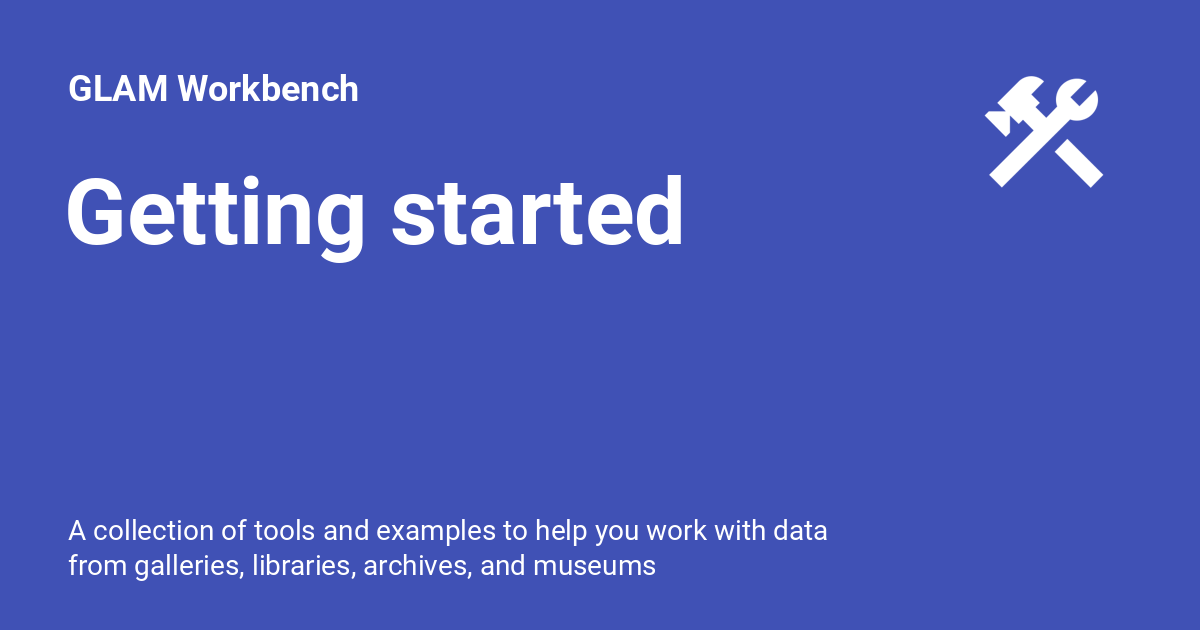 GLAM Workbench
Getting started
A collection of tools and examples to help you work with data
from galleries, libraries, archives, and museums